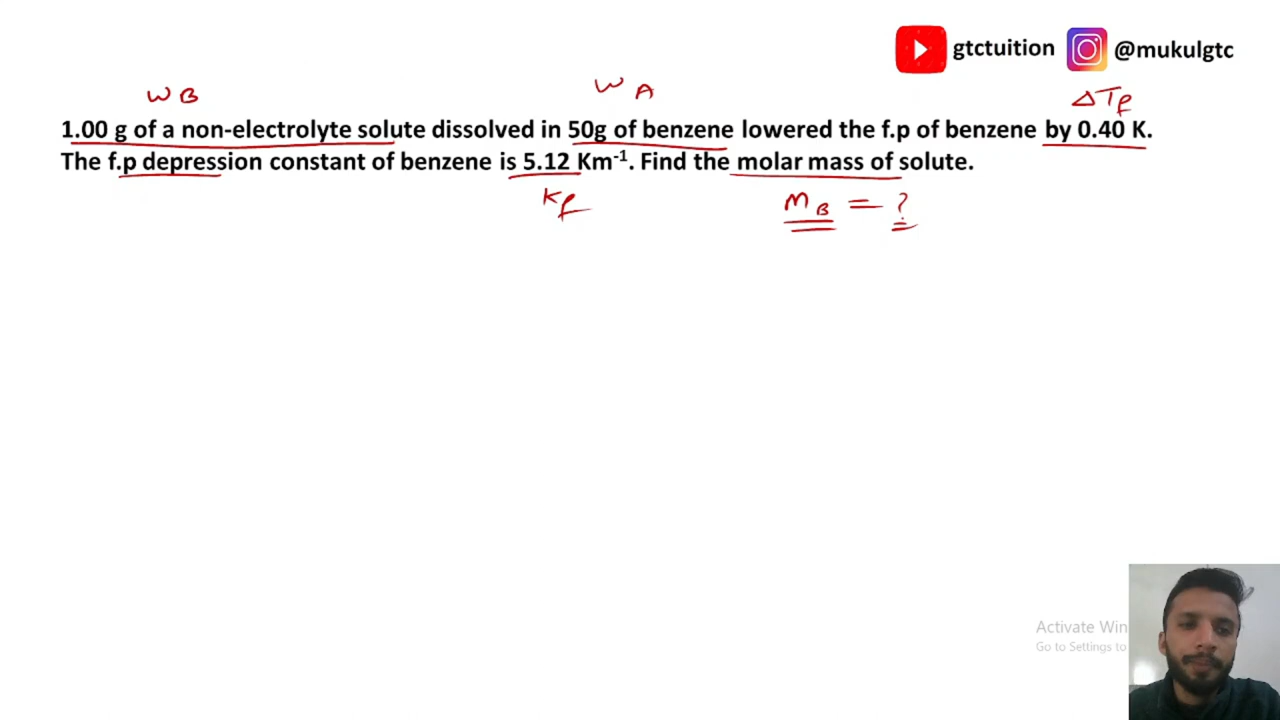 gtctuition @mukulgtc
WB WA ΔTf
1.00 g of a non-electrolyte solute dissolved in 50g of benzene lowered the f.p of benzene by 0.40 K.
The f.p depression constant of benzene is 5.12 Km⁻¹. Find the molar mass of solute.
Kf MB = ?
Activate Win
Go to Settings to